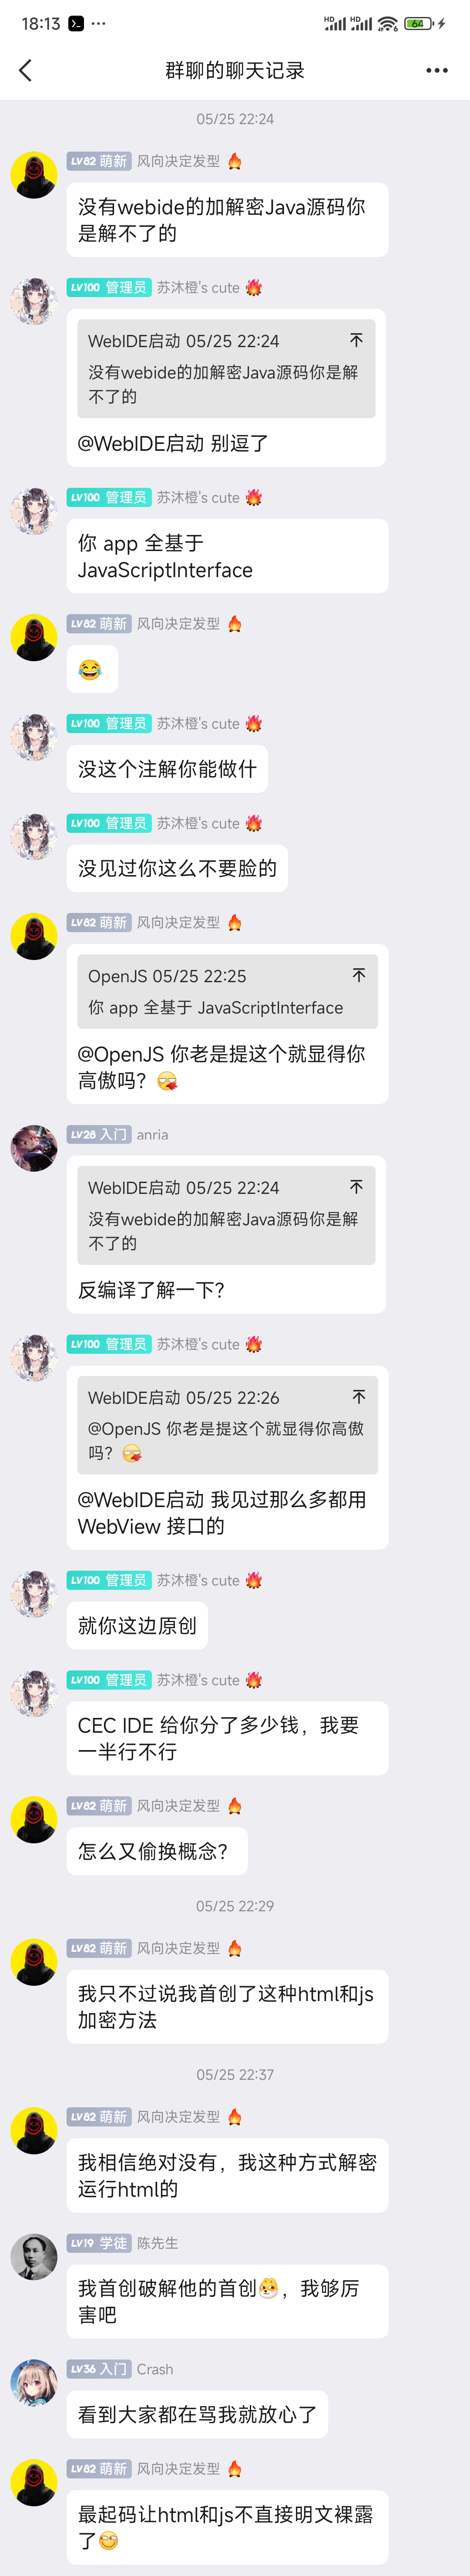 18:13
HD HD 6 64
群聊的聊天记录
05/25 22:24
LV82 萌新 风向决定发型
没有webide的加解密Java源码你
是解不了的
LV100 管理员 苏沐橙's cute
WebIDE启动 05/25 22:24
没有webide的加解密Java源码你是解
不了的
@WebIDE启动 别逗了
LV100 管理员 苏沐橙's cute
你 app 全基于
JavaScriptInterface
LV82 萌新 风向决定发型
😂
LV100 管理员 苏沐橙's cute
没这个注解你能做什
LV100 管理员 苏沐橙's cute
没见过你这么不要脸的
LV82 萌新 风向决定发型
OpenJS 05/25 22:25
你 app 全基于 JavaScriptInterface
@OpenJS 你老是提这个就显得你
高傲吗？
LV28 入门 anria
WebIDE启动 05/25 22:24
没有webide的加解密Java源码你是解
不了的
反编译了解一下？
LV100 管理员 苏沐橙's cute
WebIDE启动 05/25 22:26
@OpenJS 你老是提这个就显得你高傲
吗？
@WebIDE启动 我见过那么多都用
WebView 接口的
LV100 管理员 苏沐橙's cute
就你这边原创
LV100 管理员 苏沐橙's cute
CEC IDE 给你分了多少钱，我要
一半行不行
LV82 萌新 风向决定发型
怎么又偷换概念？
05/25 22:29
LV82 萌新 风向决定发型
我只不过说我首创了这种html和js
加密方法
05/25 22:37
LV82 萌新 风向决定发型
我相信绝对没有，我这种方式解密
运行html的
LV19 学徒 陈先生
我首创破解他的首创，我够厉
害吧
LV36 入门 Crash
看到大家都在骂我就放心了
LV82 萌新 风向决定发型
最起码让html和js不直接明文裸露
了